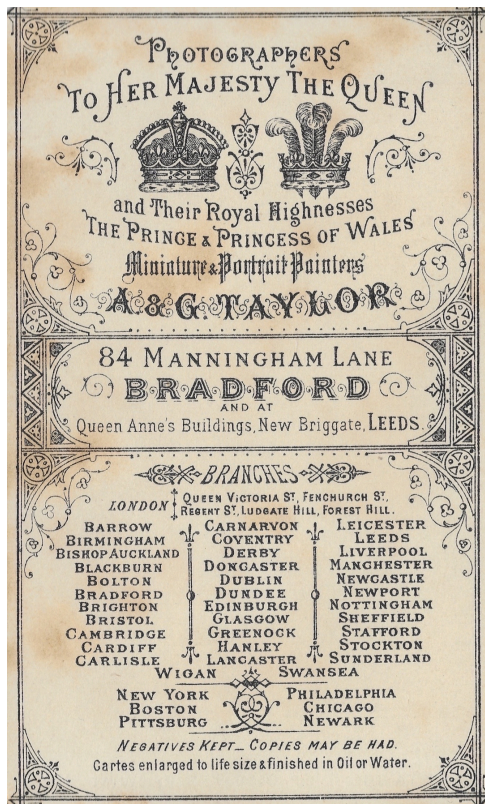 PHOTOGRAPHERS
TO HER MAJESTY THE QUEEN
and Their Royal Highnesses
THE PRINCE & PRINCESS OF WALES
Miniature & Portrait Painters
A. & G. TAYLOR
84 MANNINGHAM LANE
BRADFORD
AND AT
Queen Anne's Buildings, New Briggate, LEEDS.
BRANCHES
LONDON
QUEEN VICTORIA ST, FENCHURCH ST,
REGENT ST, LUDGATE HILL, FOREST HILL.
BARROW
BIRMINGHAM
BISHOP AUCKLAND
BLACKBURN
BOLTON
BRADFORD
BRIGHTON
BRISTOL
CAMBRIDGE
CARDIFF
CARLISLE
CARNARVON
COVENTRY
DERBY
DONCASTER
DUBLIN
DUNDEE
EDINBURGH
GLASGOW
GREENOCK
HANLEY
LANCASTER
LEICESTER
LEEDS
LIVERPOOL
MANCHESTER
NEWCASTLE
NEWPORT
NOTTINGHAM
SHEFFIELD
STAFFORD
STOCKTON
SUNDERLAND
WIGAN SWANSEA
NEW YORK
BOSTON
PITTSBURG
PHILADELPHIA
CHICAGO
NEWARK
NEGATIVES KEPT_ COPIES MAY BE HAD.
Cartes enlarged to life size & finished in Oil or Water.